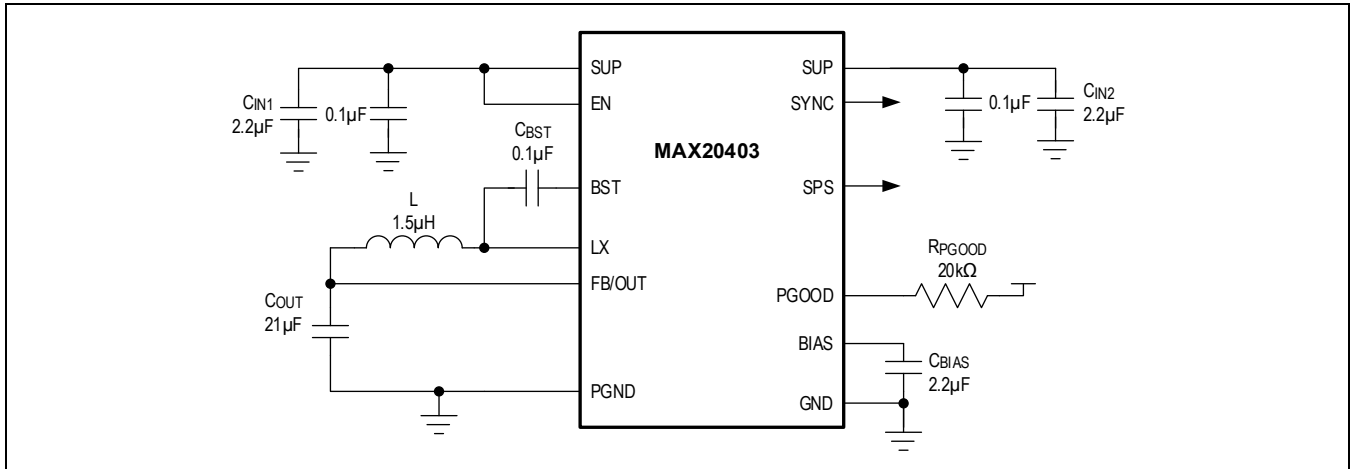 SUP
EN
CIN1
2.2µF
0.1µF
CBST
0.1µF
BST
L
1.5µH
LX
FB/OUT
COUT
21µF
PGND
MAX20403
SUP
SYNC
0.1µF
CIN2
2.2µF
SPS
RPGOOD
20kΩ
PGOOD
BIAS
CBIAS
2.2µF
GND